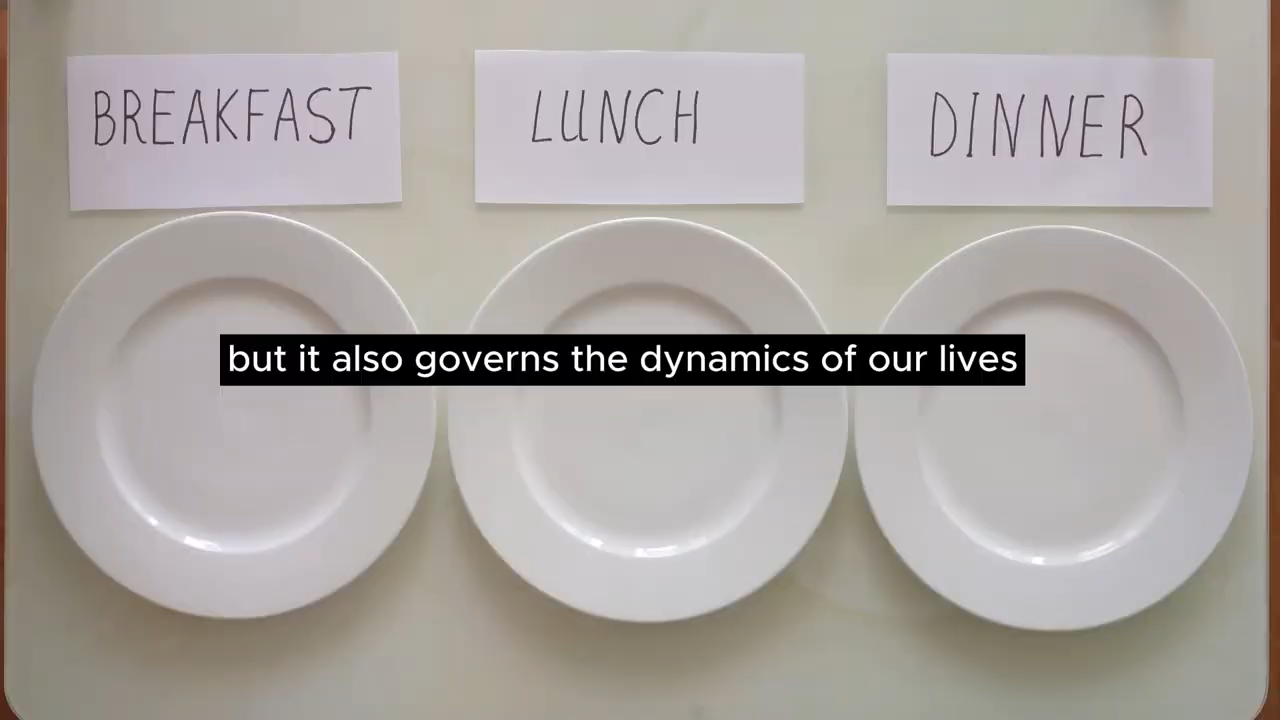 BREAKFAST
LUNCH
DINNER
but it also governs the dynamics of our lives